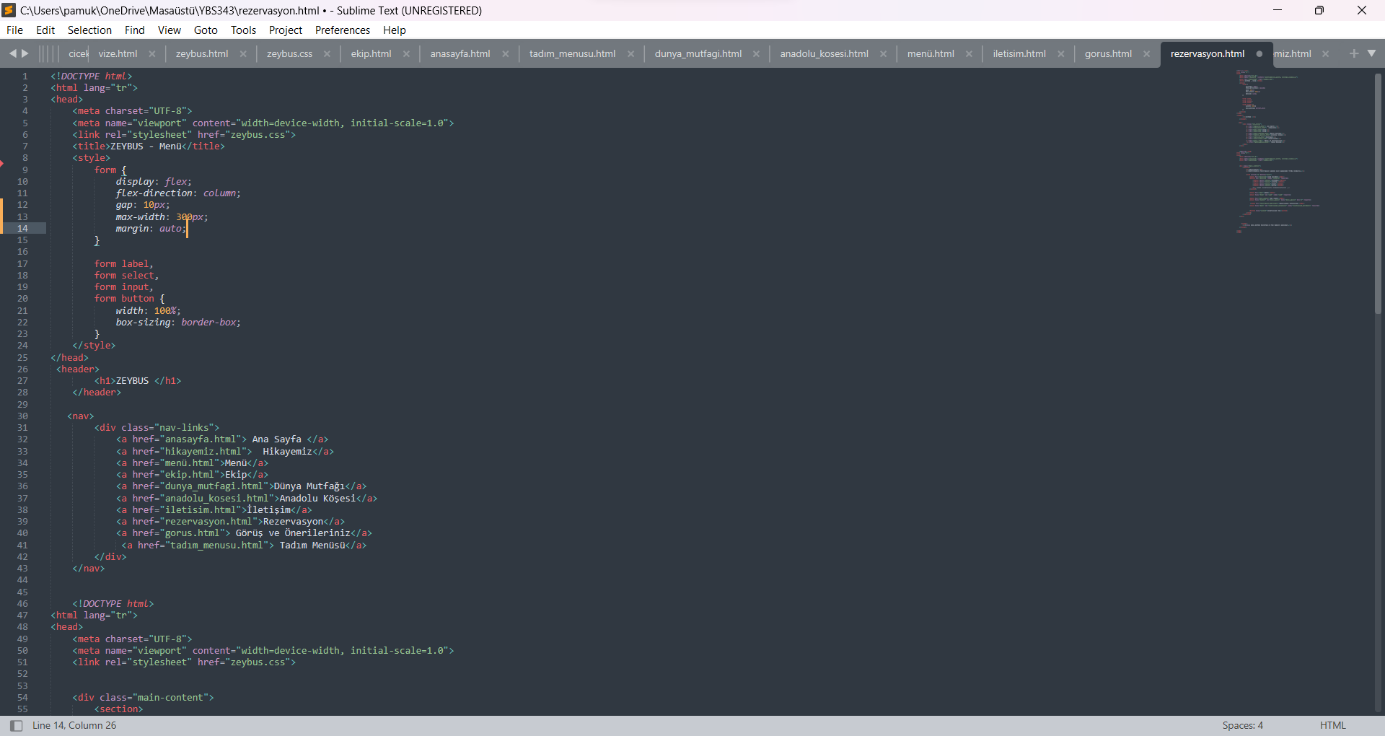 C:\Users\pamuk\OneDrive\Masaüstü\YBS343\rezervasyon.html • - Sublime Text (UNREGISTERED)
File Edit Selection Find View Goto Tools Project Preferences Help
cicek vize.html zeybus.html zeybus.css ekip.html anasayfa.html tadım_menusu.html dunya_mutfagi.html anadolu_kosesi.html menü.html iletisim.html gorus.html rezervasyon.html miz.html
1 <!DOCTYPE html>
2 <html lang="tr">
3 <head>
4 <meta charset="UTF-8">
5 <meta name="viewport" content="width=device-width, initial-scale=1.0">
6 <link rel="stylesheet" href="zeybus.css">
7 <title>ZEYBUS - Menü</title>
8 <style>
9 form {
10 display: flex;
11 flex-direction: column;
12 gap: 10px;
13 max-width: 300px;
14 margin: auto;
15 }
16
17 form label,
18 form select,
19 form input,
20 form button {
21 width: 100%;
22 box-sizing: border-box;
23 }
24 </style>
25 </head>
26 <header>
27 <h1>ZEYBUS </h1>
28 </header>
29
30 <nav>
31 <div class="nav-links">
32 <a href="anasayfa.html"> Ana Sayfa </a>
33 <a href="hikayemiz.html">  Hikayemiz</a>
34 <a href="menü.html">Menü</a>
35 <a href="ekip.html">Ekip</a>
36 <a href="dunya_mutfagi.html">Dünya Mutfağı</a>
37 <a href="anadolu_kosesi.html">Anadolu Köşesi</a>
38 <a href="iletisim.html">İletişim</a>
39 <a href="rezervasyon.html">Rezervasyon</a>
40 <a href="gorus.html"> Görüş ve Önerileriniz</a>
41 <a href="tadım_menusu.html"> Tadım Menüsü</a>
42 </div>
43 </nav>
44
45
46 <!DOCTYPE html>
47 <html lang="tr">
48 <head>
49 <meta charset="UTF-8">
50 <meta name="viewport" content="width=device-width, initial-scale=1.0">
51 <link rel="stylesheet" href="zeybus.css">
52
53
54 <div class="main-content">
55 <section>
Line 14, Column 26 Spaces: 4 HTML